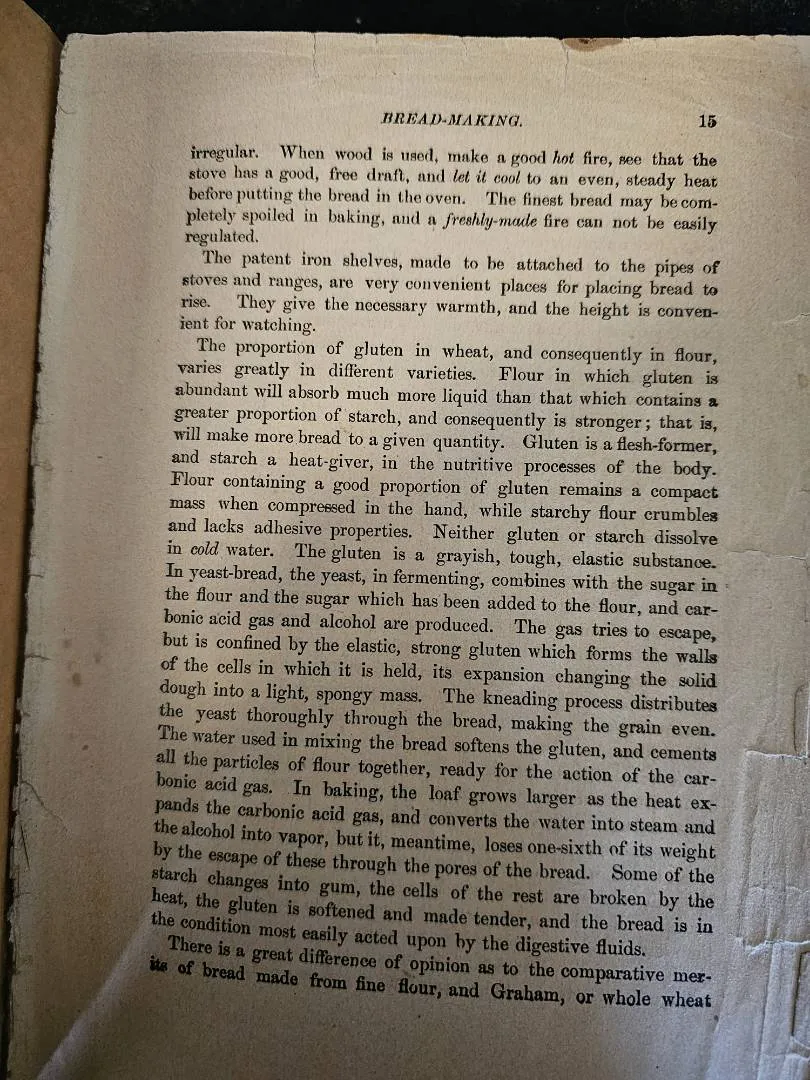 BREAD-MAKING. 15
irregular. When wood is used, make a good hot fire, see that the
stove has a good, free draft, and let it cool to an even, steady heat
before putting the bread in the oven. The finest bread may be com-
pletely spoiled in baking, and a freshly-made fire can not be easily
regulated.
The patent iron shelves, made to be attached to the pipes of
stoves and ranges, are very convenient places for placing bread to
rise. They give the necessary warmth, and the height is conven-
ient for watching.
The proportion of gluten in wheat, and consequently in flour,
varies greatly in different varieties. Flour in which gluten is
abundant will absorb much more liquid than that which contains a
greater proportion of starch, and consequently is stronger; that is,
will make more bread to a given quantity. Gluten is a flesh-former,
and starch a heat-giver, in the nutritive processes of the body.
Flour containing a good proportion of gluten remains a compact
mass when compressed in the hand, while starchy flour crumbles
and lacks adhesive properties. Neither gluten or starch dissolve
in cold water. The gluten is a grayish, tough, elastic substance.
In yeast-bread, the yeast, in fermenting, combines with the sugar in
the flour and the sugar which has been added to the flour, and car-
bonic acid gas and alcohol are produced. The gas tries to escape,
but is confined by the elastic, strong gluten which forms the walls
of the cells in which it is held, its expansion changing the solid
dough into a light, spongy mass. The kneading process distributes
the yeast thoroughly through the bread, making the grain even.
The water used in mixing the bread softens the gluten, and cements
all the particles of flour together, ready for the action of the car-
bonic acid gas. In baking, the loaf grows larger as the heat ex-
pands the carbonic acid gas, and converts the water into steam and
the alcohol into vapor, but it, meantime, loses one-sixth of its weight
by the escape of these through the pores of the bread. Some of the
starch changes into gum, the cells of the rest are broken by the
heat, the gluten is softened and made tender, and the bread is in
the condition most easily acted upon by the digestive fluids.
There is a great difference of opinion as to the comparative mer-
its of bread made from fine flour, and Graham, or whole wheat